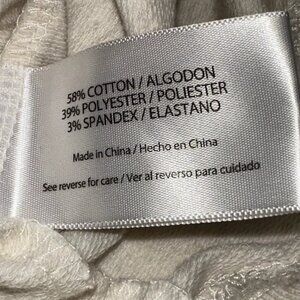 58% COTTON / ALGODON
39% POLYESTER / POLIESTER
3% SPANDEX / ELASTANO
Made in China / Hecho en China
See reverse for care / Ver al reverso para cuidado